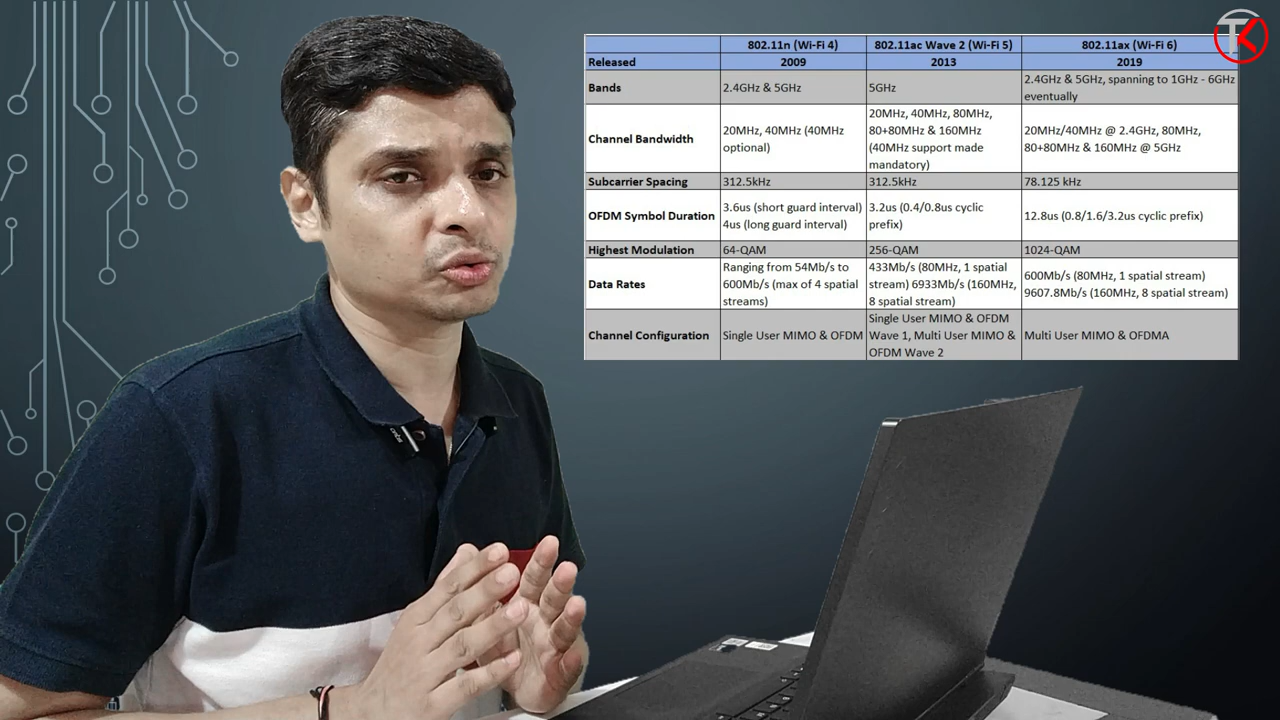 TK
802.11n (Wi-Fi 4) 802.11ac Wave 2 (Wi-Fi 5) 802.11ax (Wi-Fi 6)
Released 2009 2013 2019
Bands 2.4GHz & 5GHz 5GHz 2.4GHz & 5GHz, spanning to 1GHz - 6GHz
eventually
Channel Bandwidth
20MHz, 40MHz (40MHz
optional)
20MHz, 40MHz, 80MHz,
80+80MHz & 160MHz
(40MHz support made
mandatory)
20MHz/40MHz @ 2.4GHz, 80MHz,
80+80MHz & 160MHz @ 5GHz
Subcarrier Spacing 312.5kHz 312.5kHz 78.125 kHz
OFDM Symbol Duration
3.6us (short guard interval)
4us (long guard interval)
3.2us (0.4/0.8us cyclic
prefix)
12.8us (0.8/1.6/3.2us cyclic prefix)
Highest Modulation 64-QAM 256-QAM 1024-QAM
Data Rates
Ranging from 54Mb/s to
600Mb/s (max of 4 spatial
streams)
433Mb/s (80MHz, 1 spatial
stream) 6933Mb/s (160MHz,
8 spatial stream)
600Mb/s (80MHz, 1 spatial stream)
9607.8Mb/s (160MHz, 8 spatial stream)
Channel Configuration
Single User MIMO & OFDM
Single User MIMO & OFDM
Wave 1, Multi User MIMO &
OFDM Wave 2
Multi User MIMO & OFDMA